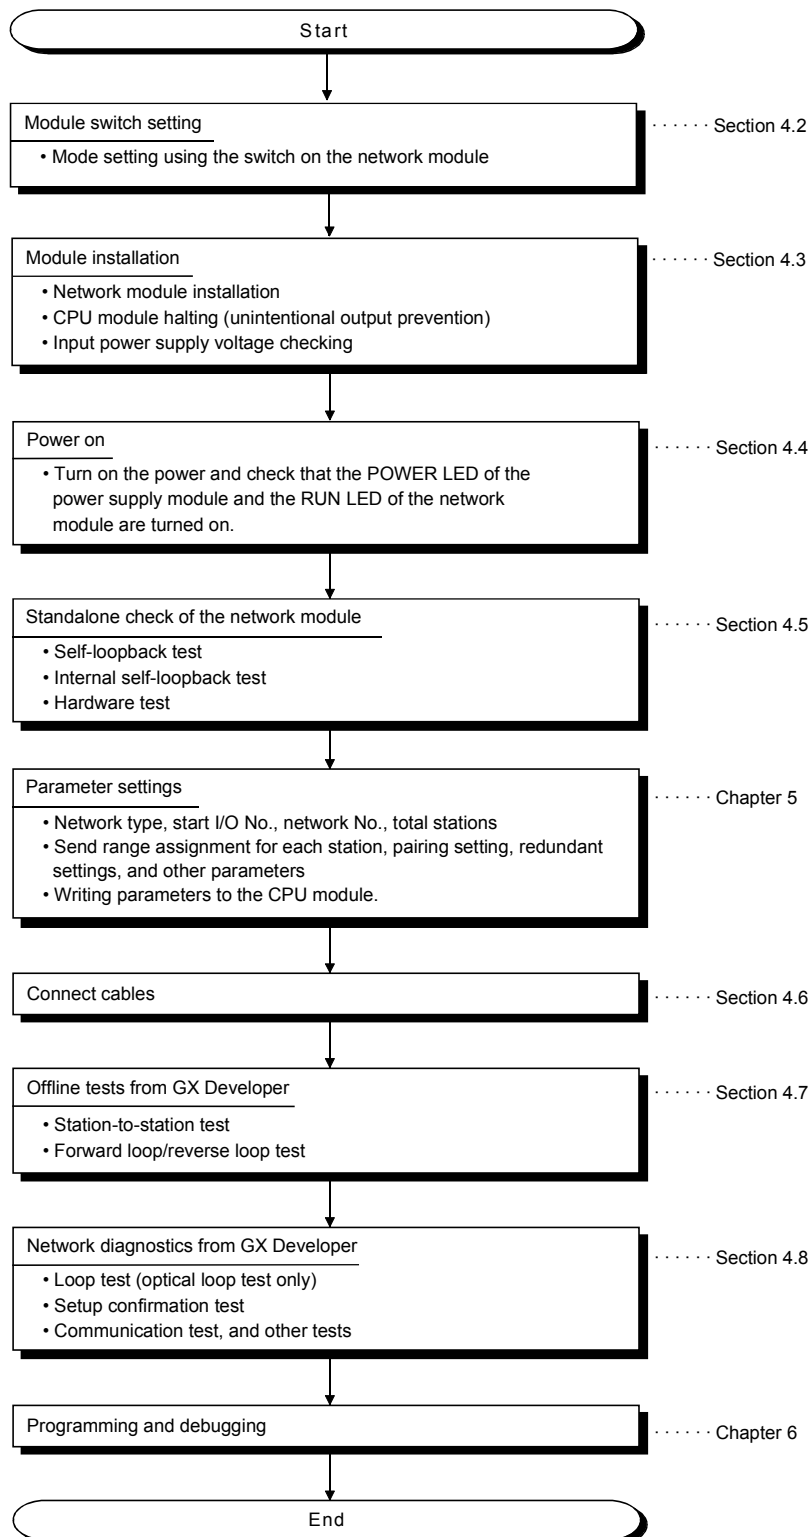 Start
Module switch setting
· · · · · · Section 4.2
• Mode setting using the switch on the network module
Module installation
· · · · · · Section 4.3
• Network module installation
• CPU module halting (unintentional output prevention)
• Input power supply voltage checking
Power on
· · · · · · Section 4.4
• Turn on the power and check that the POWER LED of the
power supply module and the RUN LED of the network
module are turned on.
Standalone check of the network module
· · · · · · Section 4.5
• Self-loopback test
• Internal self-loopback test
• Hardware test
Parameter settings
· · · · · · Chapter 5
• Network type, start I/O No., network No., total stations
• Send range assignment for each station, pairing setting, redundant
settings, and other parameters
• Writing parameters to the CPU module.
Connect cables
· · · · · · Section 4.6
Offline tests from GX Developer
· · · · · · Section 4.7
• Station-to-station test
• Forward loop/reverse loop test
Network diagnostics from GX Developer
· · · · · · Section 4.8
• Loop test (optical loop test only)
• Setup confirmation test
• Communication test, and other tests
Programming and debugging
· · · · · · Chapter 6
End